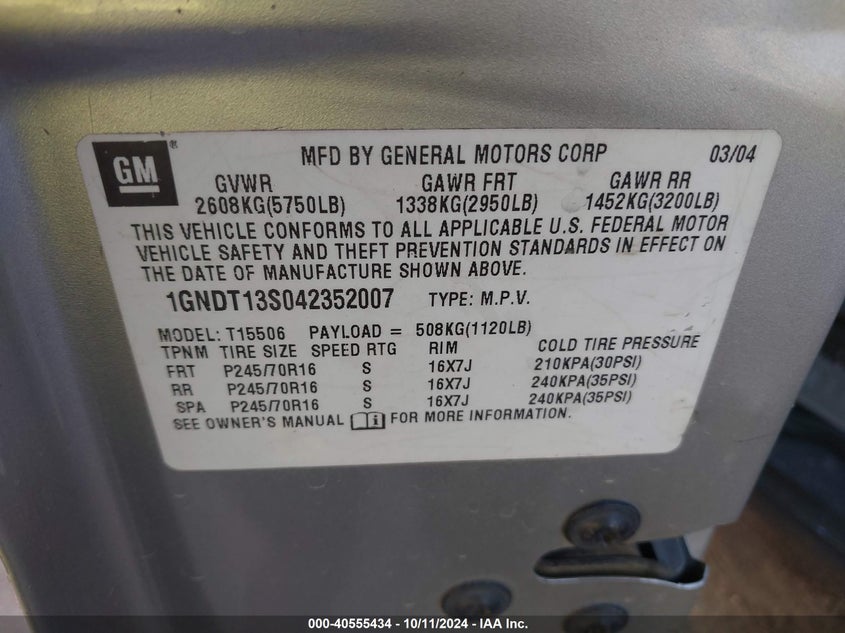 GM® MFD BY GENERAL MOTORS CORP 03/04
GVWR GAWR FRT GAWR RR
2608KG(5750LB) 1338KG(2950LB) 1452KG(3200LB)
THIS VEHICLE CONFORMS TO ALL APPLICABLE U.S. FEDERAL MOTOR
VEHICLE SAFETY AND THEFT PREVENTION STANDARDS IN EFFECT ON
THE DATE OF MANUFACTURE SHOWN ABOVE.
1GNDT13S042352007 TYPE: M.P.V.
MODEL: T15506 PAYLOAD = 508KG(1120LB)
TPNM TIRE SIZE SPEED RTG RIM COLD TIRE PRESSURE
FRT P245/70R16 S 16X7J 210KPA(30PSI)
RR P245/70R16 S 16X7J 240KPA(35PSI)
SPA P245/70R16 S 16X7J 240KPA(35PSI)
SEE OWNER'S MANUAL i FOR MORE INFORMATION.
000-40555434 - 10/11/2024 - IAA Inc.